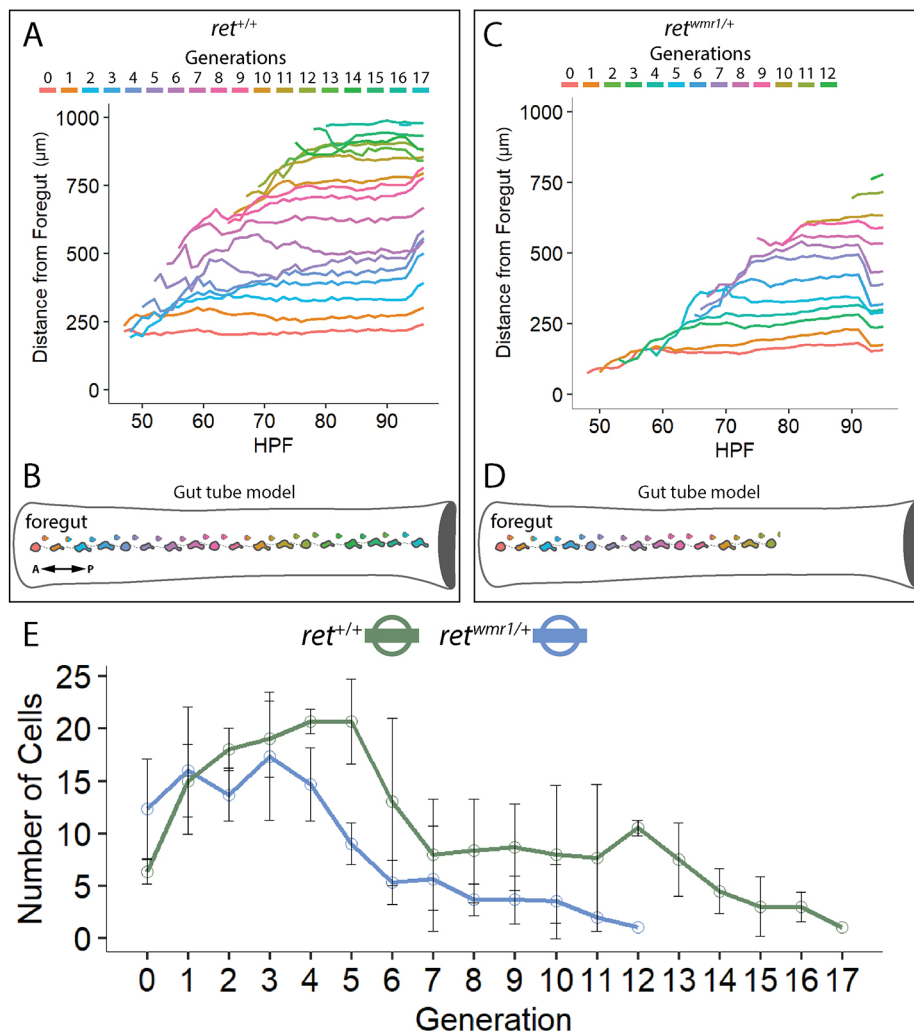 A
ret+/+
Generations
0 1 2 3 4 5 6 7 8 9 10 11 12 13 14 15 16 17
Distance from Foregut (µm)
1000
750
500
250
0
50 60 70 80 90
HPF
B
Gut tube model
foregut
A P
C
ret wmr1/+
Generations
0 1 2 3 4 5 6 7 8 9 10 11 12
Distance from Foregut (µm)
1000
750
500
250
0
50 60 70 80 90
HPF
D
Gut tube model
foregut
E
ret+/+ ret wmr1/+
Number of Cells
25
20
15
10
5
0
0 1 2 3 4 5 6 7 8 9 10 11 12 13 14 15 16 17
Generation